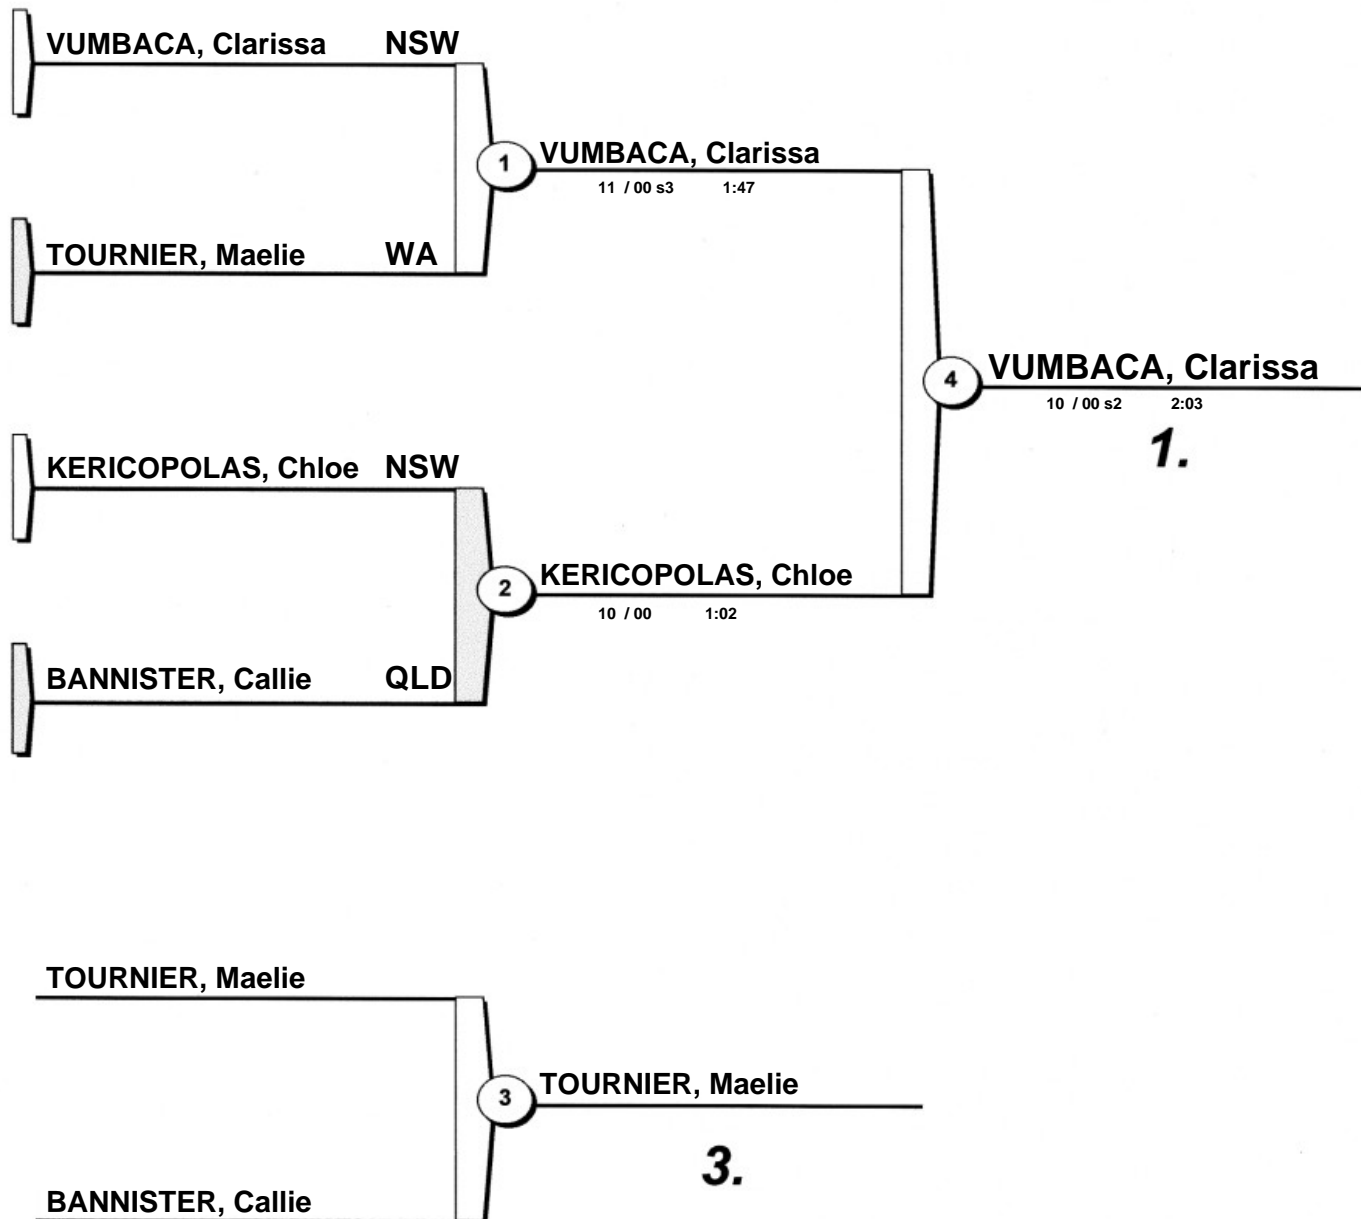 VUMBACA, Clarissa NSW
1 VUMBACA, Clarissa
11 / 00 s3 1:47
TOURNIER, Maelie WA
4 VUMBACA, Clarissa
10 / 00 s2 2:03
1.
KERICOPOLAS, Chloe NSW
2 KERICOPOLAS, Chloe
10 / 00 1:02
BANNISTER, Callie QLD
TOURNIER, Maelie
3 TOURNIER, Maelie
3.
BANNISTER, Callie